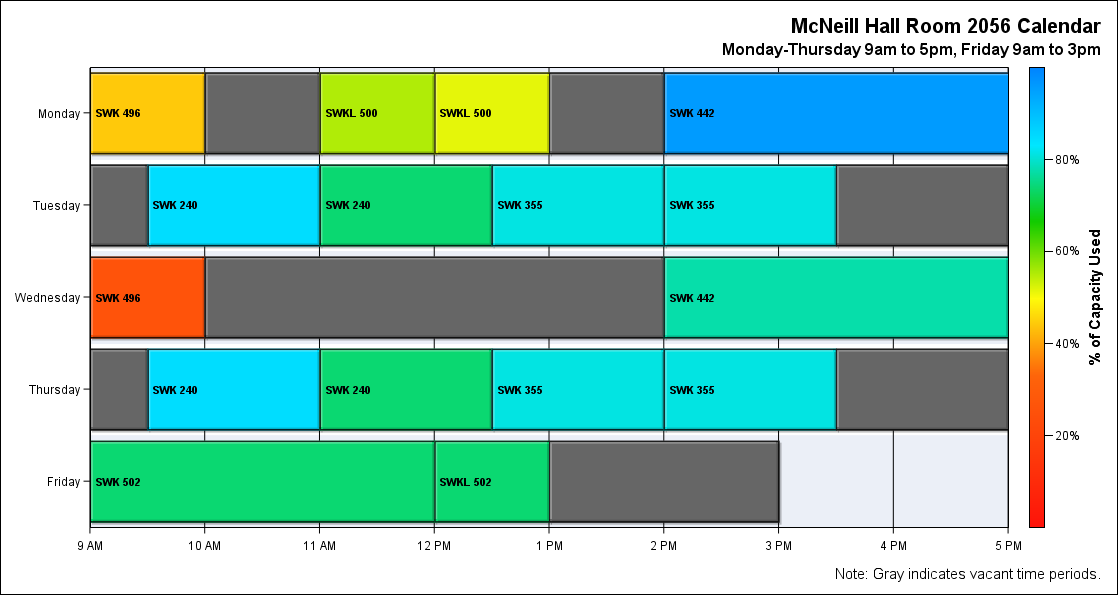 McNeill Hall Room 2056 Calendar
Monday-Thursday 9am to 5pm, Friday 9am to 3pm
Monday
SWK 496
SWKL 500
SWKL 500
SWK 442
Tuesday
SWK 240
SWK 240
SWK 355
SWK 355
Wednesday
SWK 496
SWK 442
Thursday
SWK 240
SWK 240
SWK 355
SWK 355
Friday
SWK 502
SWKL 502
9 AM
10 AM
11 AM
12 PM
1 PM
2 PM
3 PM
4 PM
5 PM
80%
60%
40%
20%
% of Capacity Used
Note: Gray indicates vacant time periods.